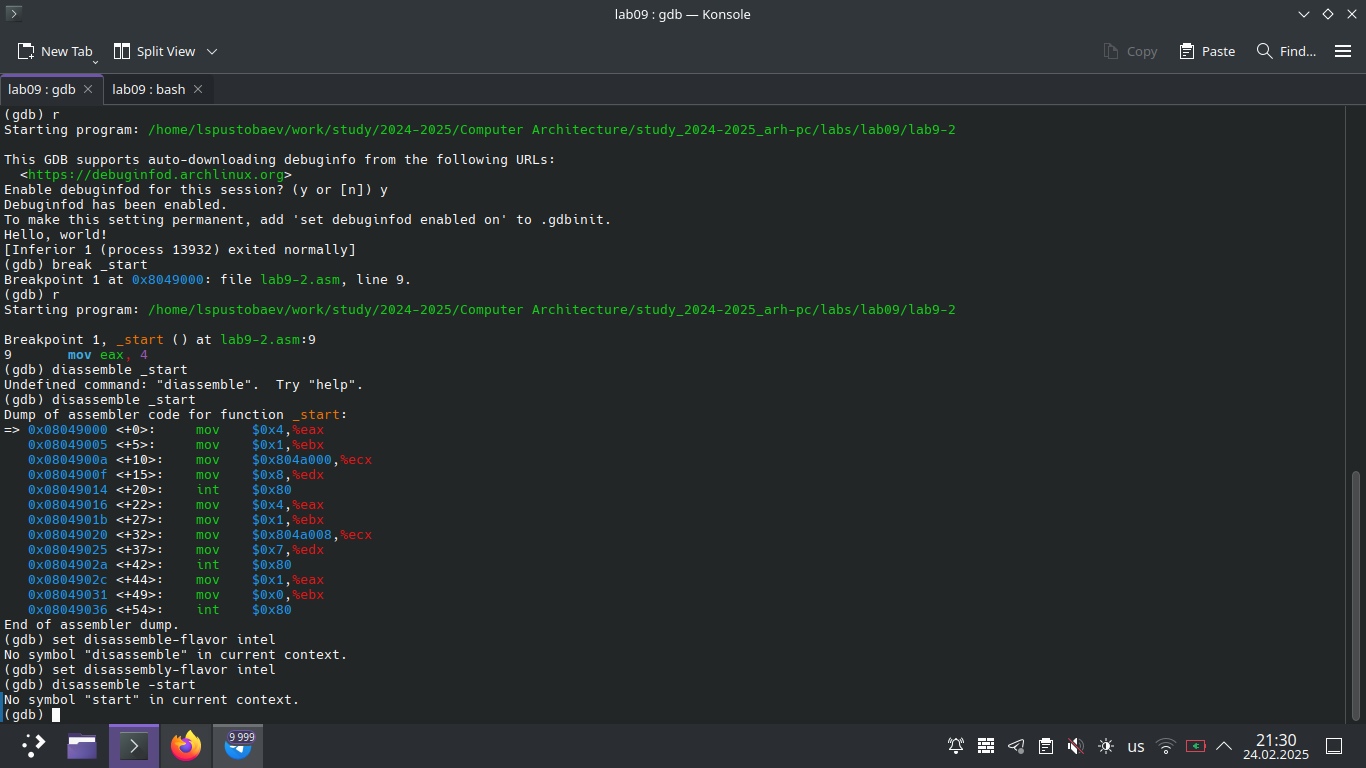 lab09 : gdb — Konsole
New Tab Split View Copy Paste Find...
lab09 : gdb lab09 : bash
(gdb) r
Starting program: /home/lspustobaev/work/study/2024-2025/Computer Architecture/study_2024-2025_arh-pc/labs/lab09/lab9-2
This GDB supports auto-downloading debuginfo from the following URLs:
<https://debuginfod.archlinux.org>
Enable debuginfod for this session? (y or [n]) y
Debuginfod has been enabled.
To make this setting permanent, add 'set debuginfod enabled on' to .gdbinit.
Hello, world!
[Inferior 1 (process 13932) exited normally]
(gdb) break _start
Breakpoint 1 at 0x8049000: file lab9-2.asm, line 9.
(gdb) r
Starting program: /home/lspustobaev/work/study/2024-2025/Computer Architecture/study_2024-2025_arh-pc/labs/lab09/lab9-2
Breakpoint 1, _start () at lab9-2.asm:9
9 mov eax, 4
(gdb) diassemble _start
Undefined command: "diassemble". Try "help".
(gdb) disassemble _start
Dump of assembler code for function _start:
=> 0x08049000 <+0>: mov $0x4,%eax
0x08049005 <+5>: mov $0x1,%ebx
0x0804900a <+10>: mov $0x804a000,%ecx
0x0804900f <+15>: mov $0x8,%edx
0x08049014 <+20>: int $0x80
0x08049016 <+22>: mov $0x4,%eax
0x0804901b <+27>: mov $0x1,%ebx
0x08049020 <+32>: mov $0x804a008,%ecx
0x08049025 <+37>: mov $0x7,%edx
0x0804902a <+42>: int $0x80
0x0804902c <+44>: mov $0x1,%eax
0x08049031 <+49>: mov $0x0,%ebx
0x08049036 <+54>: int $0x80
End of assembler dump.
(gdb) set disassemble-flavor intel
No symbol "disassemble" in current context.
(gdb) set disassembly-flavor intel
(gdb) disassemble -start
No symbol "start" in current context.
(gdb)
9 999
us
21:30
24.02.2025